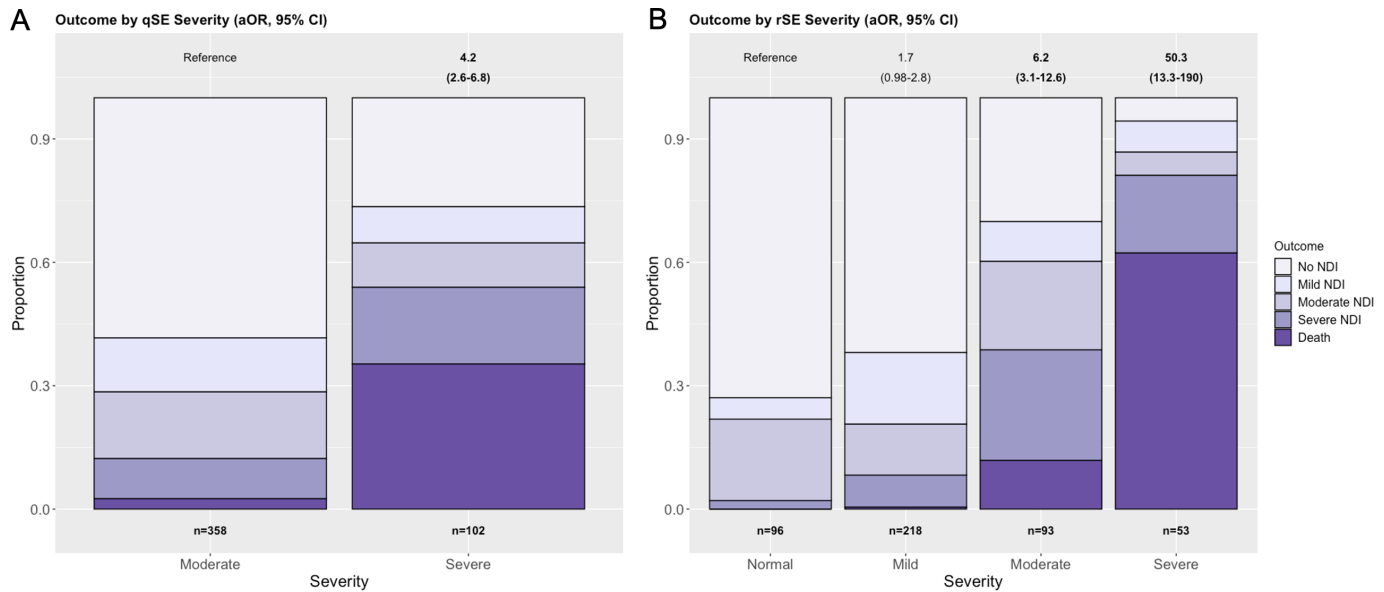 A
Outcome by qSE Severity (aOR, 95% CI)
Reference
4.2
(2.6-6.8)
0.9
0.6
0.3
0.0
Proportion
n=358
n=102
Moderate
Severe
Severity
B
Outcome by rSE Severity (aOR, 95% CI)
Reference
1.7
(0.98-2.8)
6.2
(3.1-12.6)
50.3
(13.3-190)
0.9
0.6
0.3
0.0
Proportion
n=96
n=218
n=93
n=53
Normal
Mild
Moderate
Severe
Severity
Outcome
No NDI
Mild NDI
Moderate NDI
Severe NDI
Death